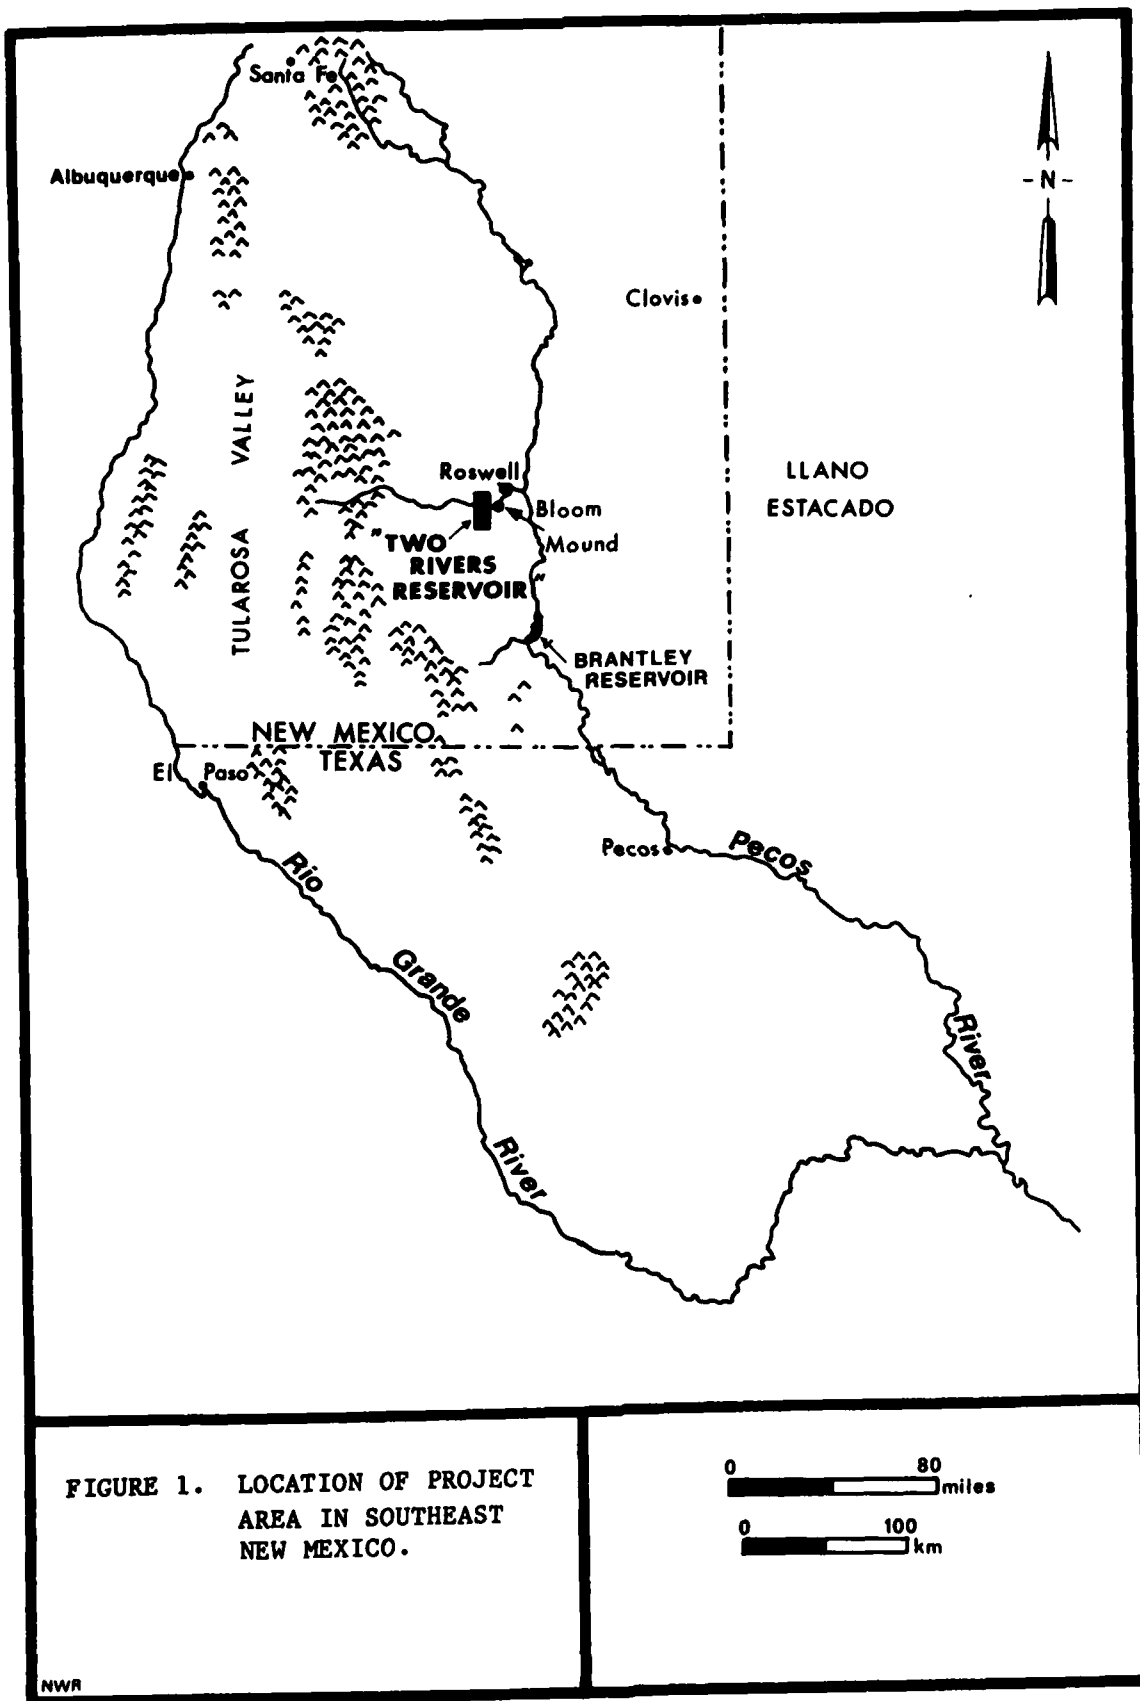 Santa Fe
- N -
Albuquerque
Clovis
TULAROSA VALLEY
LLANO
ESTACADO
Roswell
Bloom
Mound
"TWO
RIVERS
RESERVOIR"
BRANTLEY
RESERVOIR
NEW MEXICO
TEXAS
El Paso
Pecos
Pecos
River
Rio
Grande
River
FIGURE 1. LOCATION OF PROJECT
AREA IN SOUTHEAST
NEW MEXICO.
0 80
miles
0 100
km
NWR